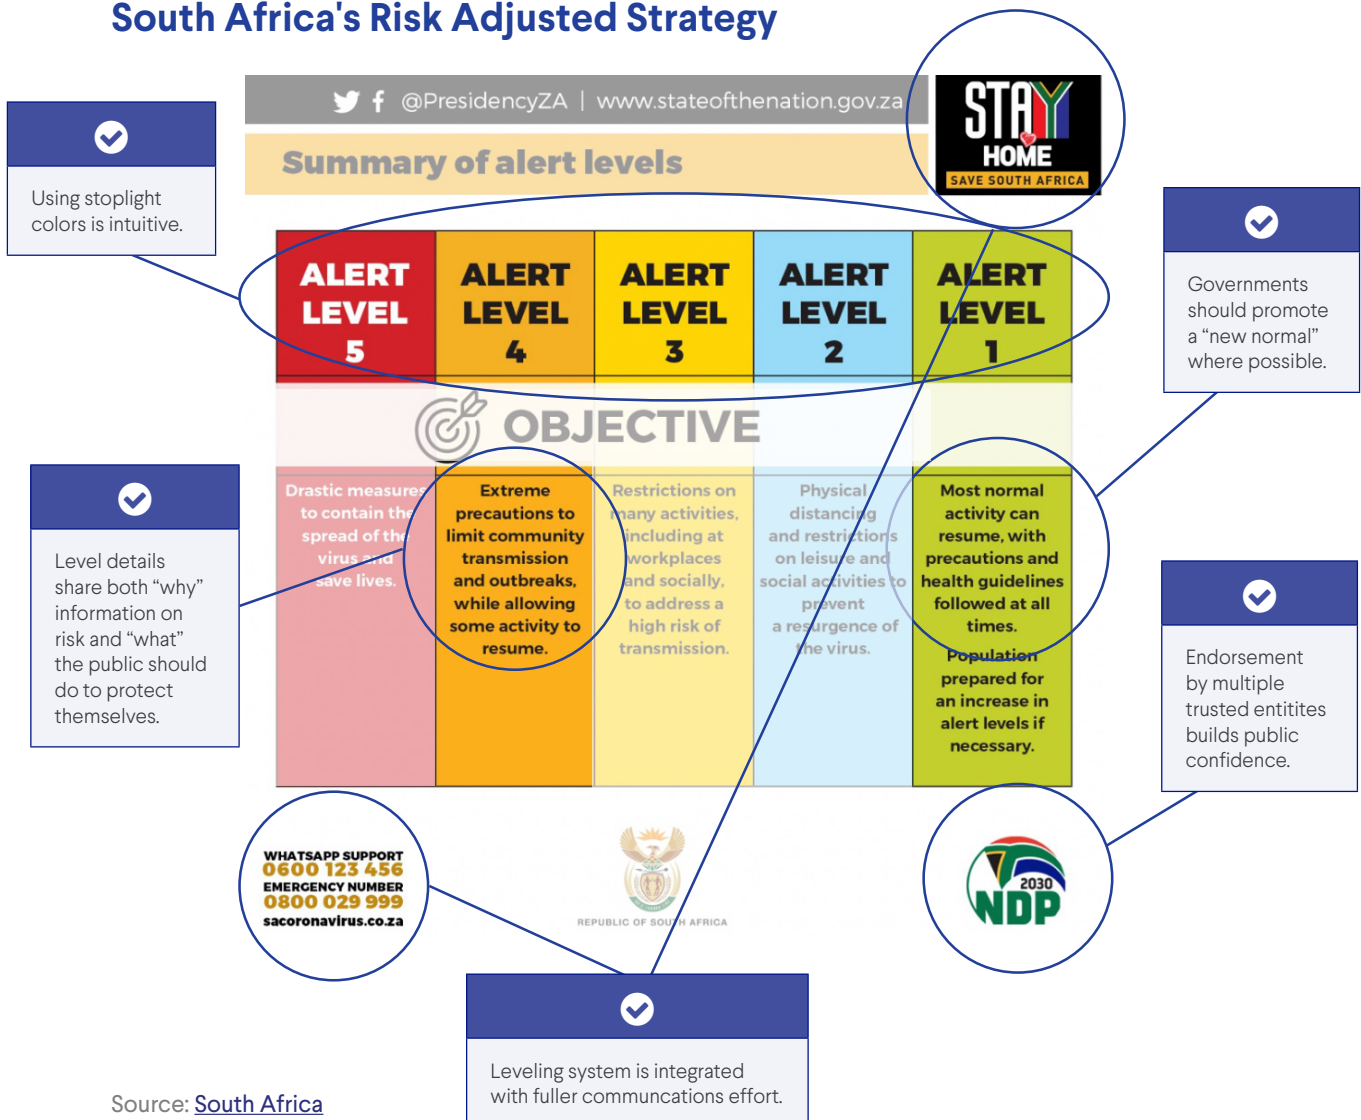 South Africa's Risk Adjusted Strategy
@PresidencyZA | www.stateofthenation.gov.za
STAY
HOME
SAVE SOUTH AFRICA
Summary of alert levels
Using stoplight
colors is intuitive.
ALERT
LEVEL
5
ALERT
LEVEL
4
ALERT
LEVEL
3
ALERT
LEVEL
2
ALERT
LEVEL
1
Governments
should promote
a “new normal”
where possible.
OBJECTIVE
Drastic measures
to contain the
spread of the
virus and
save lives.
Extreme
precautions to
limit community
transmission
and outbreaks,
while allowing
some activity to
resume.
Restrictions on
many activities,
including at
workplaces
and socially,
to address a
high risk of
transmission.
Physical
distancing
and restrictions
on leisure and
social activities to
prevent
a resurgence of
the virus.
Most normal
activity can
resume, with
precautions and
health guidelines
followed at all
times.
Population
prepared for
an increase in
alert levels if
necessary.
Level details
share both “why”
information on
risk and “what”
the public should
do to protect
themselves.
Endorsement
by multiple
trusted entitites
builds public
confidence.
WHATSAPP SUPPORT
0600 123 456
EMERGENCY NUMBER
0800 029 999
sacoronavirus.co.za
REPUBLIC OF SOUTH AFRICA
2030
NDP
Leveling system is integrated
with fuller communcations effort.
Source: South Africa